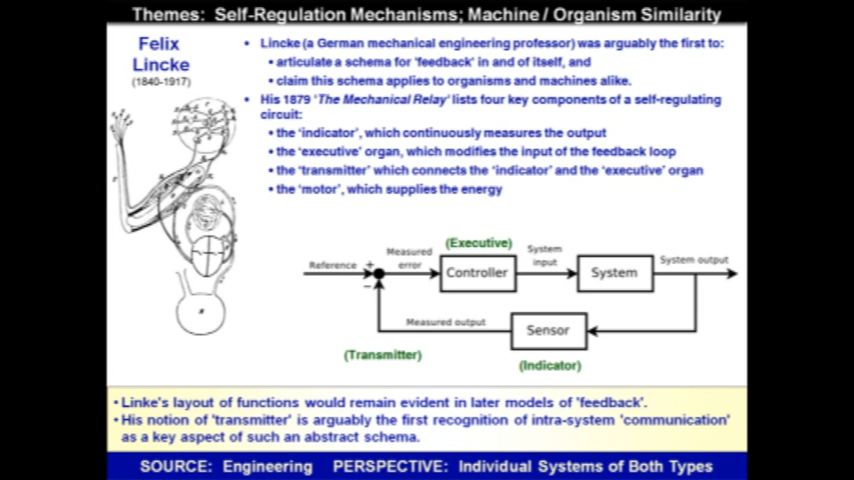 Themes: Self-Regulation Mechanisms; Machine / Organism Similarity
Felix
Lincke
(1840-1917)
• Lincke (a German mechanical engineering professor) was arguably the first to:
• articulate a schema for 'feedback' in and of itself, and
• claim this schema applies to organisms and machines alike.
• His 1879 'The Mechanical Relay' lists four key components of a self-regulating
circuit:
• the 'indicator', which continuously measures the output
• the 'executive' organ, which modifies the input of the feedback loop
• the 'transmitter' which connects the 'indicator' and the 'executive' organ
• the 'motor', which supplies the energy
(Executive)
Reference
+
−
Measured
error
Controller
System
input
System
System output
Measured output
Sensor
(Transmitter)
(Indicator)
• Linke's layout of functions would remain evident in later models of 'feedback'.
• His notion of 'transmitter' is arguably the first recognition of intra-system 'communication'
as a key aspect of such an abstract schema.
SOURCE: Engineering PERSPECTIVE: Individual Systems of Both Types